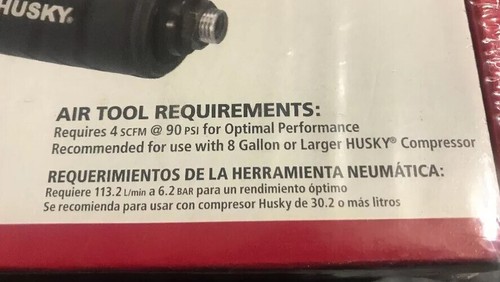 HUSKY®
AIR TOOL REQUIREMENTS:
Requires 4 SCFM @ 90 PSI for Optimal Performance
Recommended for use with 8 Gallon or Larger HUSKY® Compressor
REQUERIMIENTOS DE LA HERRAMIENTA NEUMÁTICA:
Requiere 113.2 L/min a 6.2 BAR para un rendimiento óptimo
Se recomienda para usar con compresor Husky de 30.2 o más litros